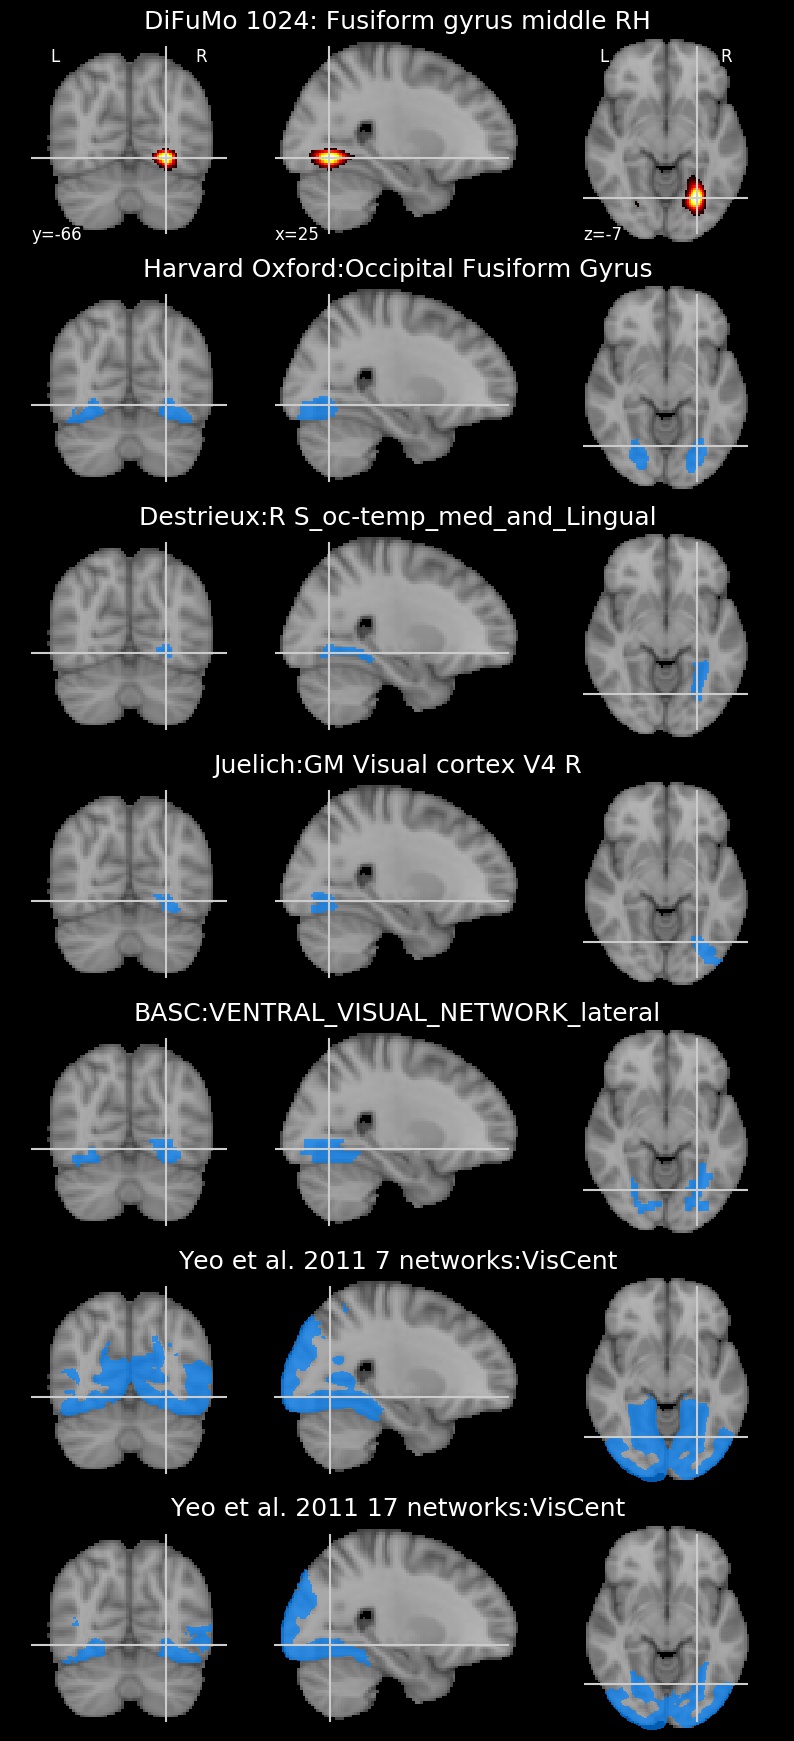 DiFuMo 1024: Fusiform gyrus middle RH
L R L R
y=-66 x=25 z=-7
Harvard Oxford:Occipital Fusiform Gyrus
Destrieux:R S_oc-temp_med_and_Lingual
Juelich:GM Visual cortex V4 R
BASC:VENTRAL_VISUAL_NETWORK_lateral
Yeo et al. 2011 7 networks:VisCent
Yeo et al. 2011 17 networks:VisCent